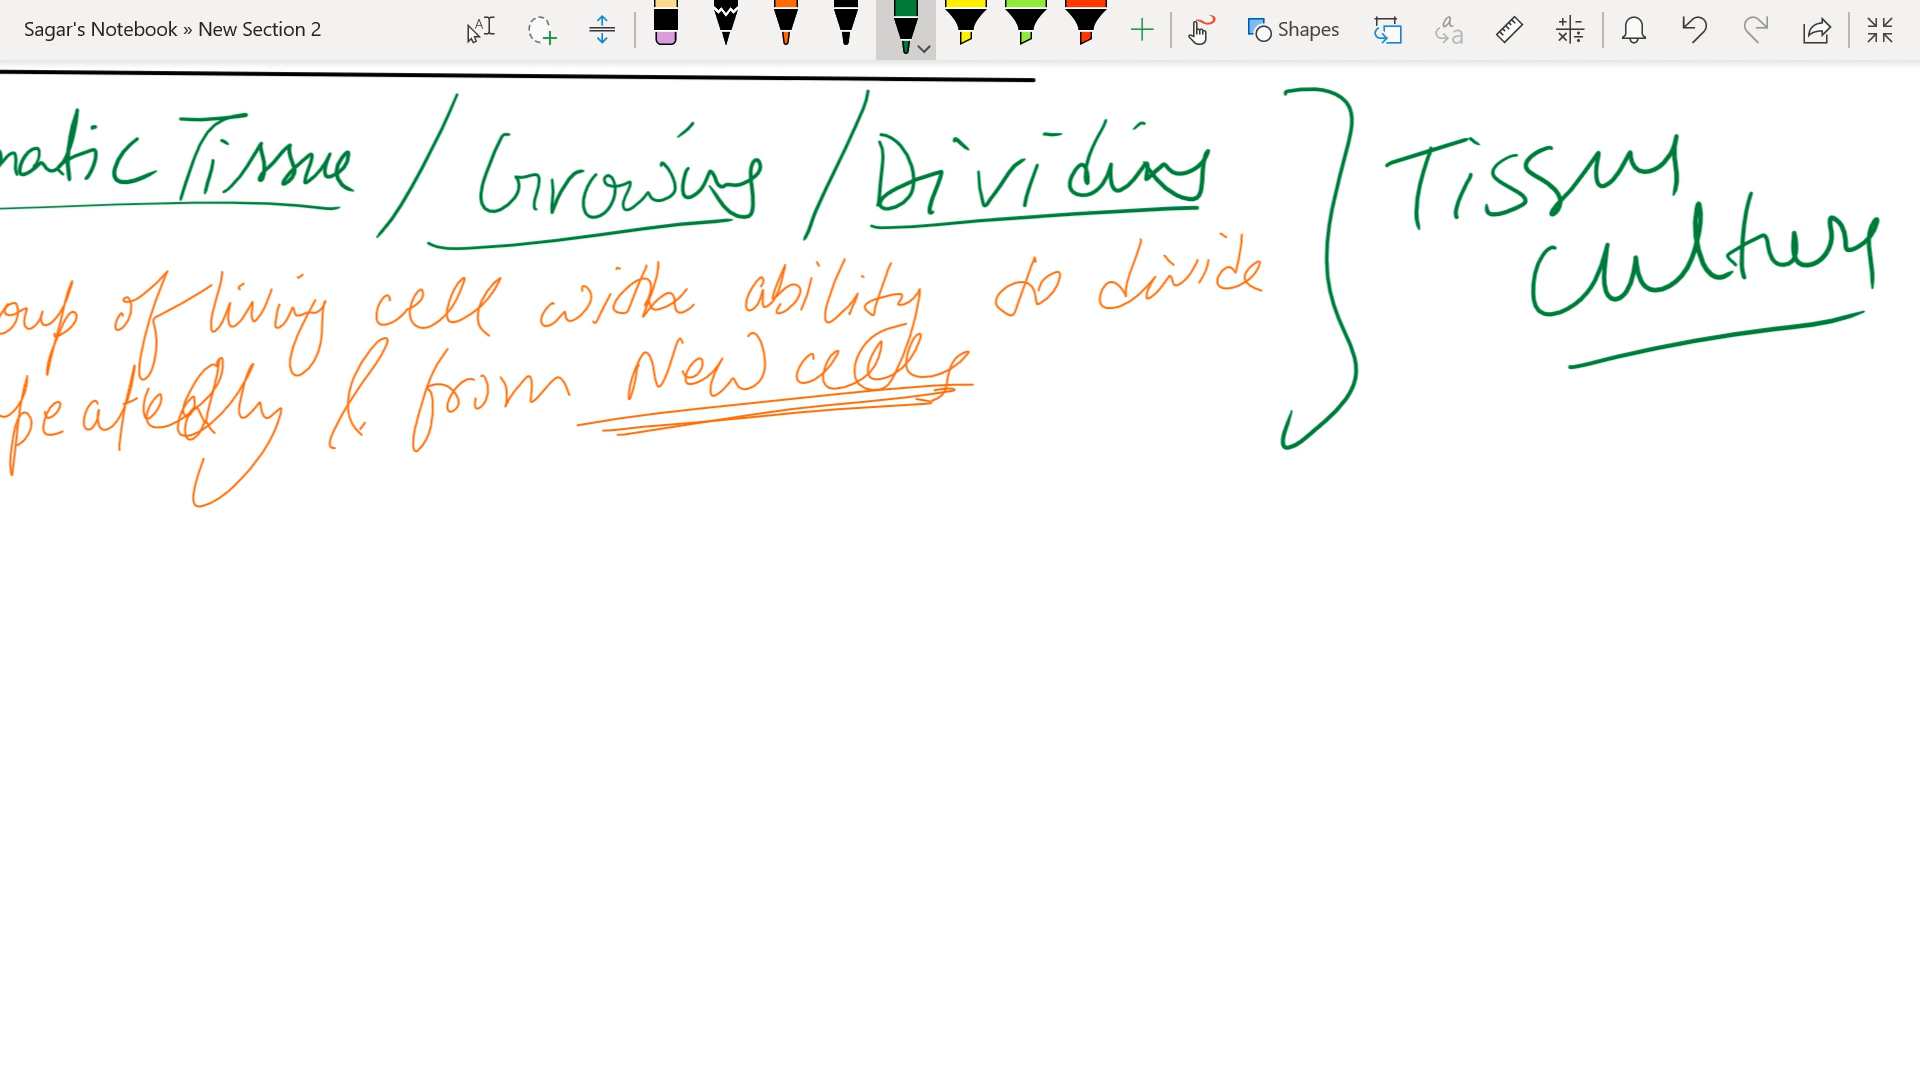 Sagar's Notebook » New Section 2
Shapes
matic Tissue / Growing / Dividing
oup of living cell with ability to divide
peatedly & from New cells
Tissue
culture